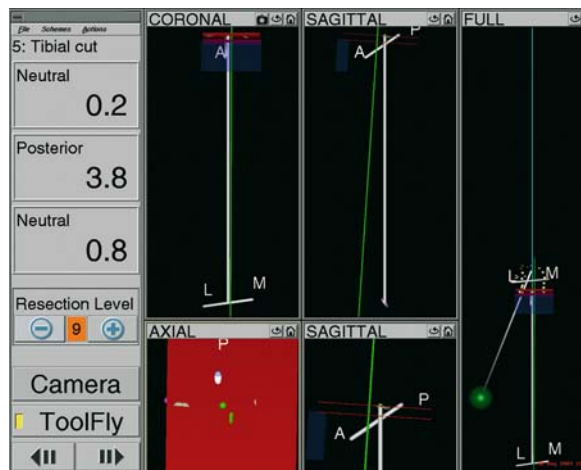 File Schemes Actions
5: Tibial cut
Neutral
0.2
Posterior
3.8
Neutral
0.8
Resection Level
9
Camera
ToolFly
CORONAL
A
L M
SAGITTAL
A P
FULL
L M
L M
AXIAL
P
SAGITTAL
A P